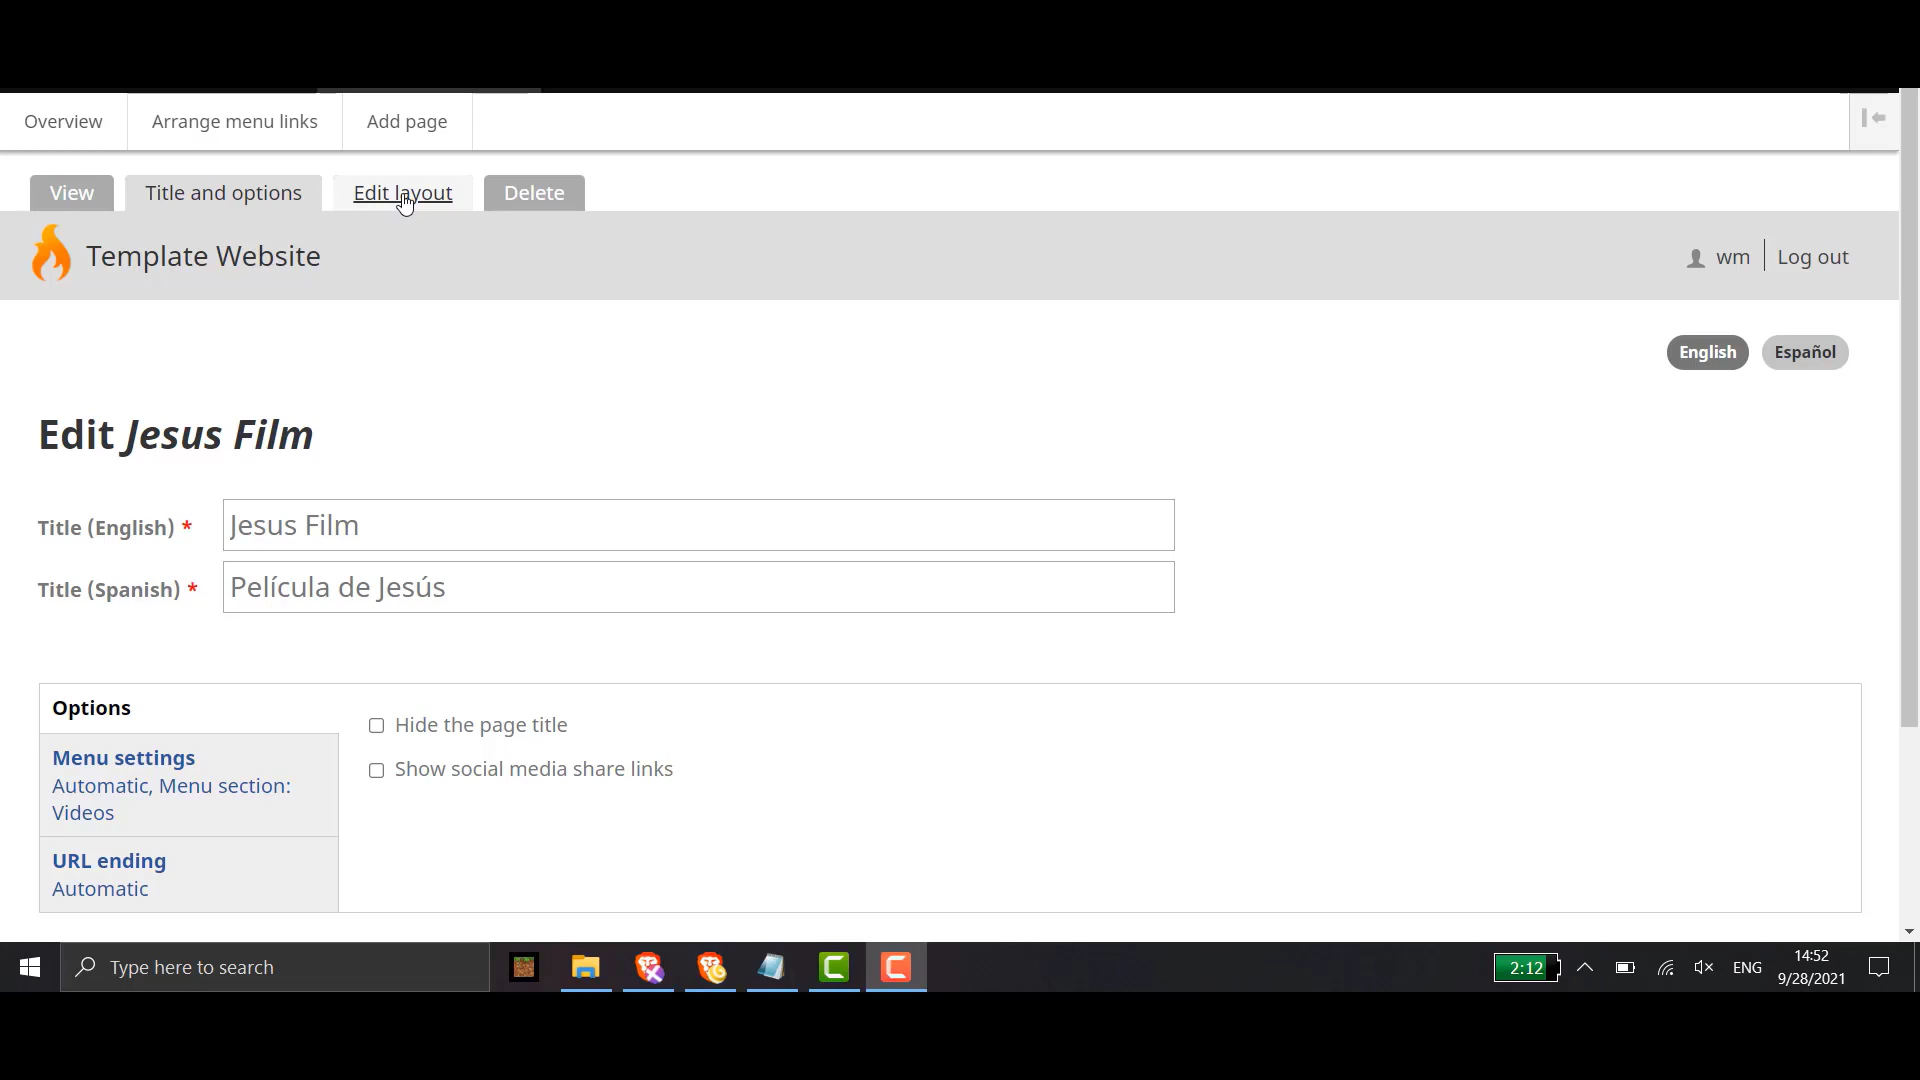 Overview
Arrange menu links
Add page
View
Title and options
Edit layout
Delete
Template Website
wm
Log out
English
Español
Edit Jesus Film
Title (English) *
Jesus Film
Title (Spanish) *
Película de Jesús
Options
Hide the page title
Show social media share links
Menu settings
Automatic, Menu section:
Videos
URL ending
Automatic
Type here to search
2:12
ENG
14:52
9/28/2021